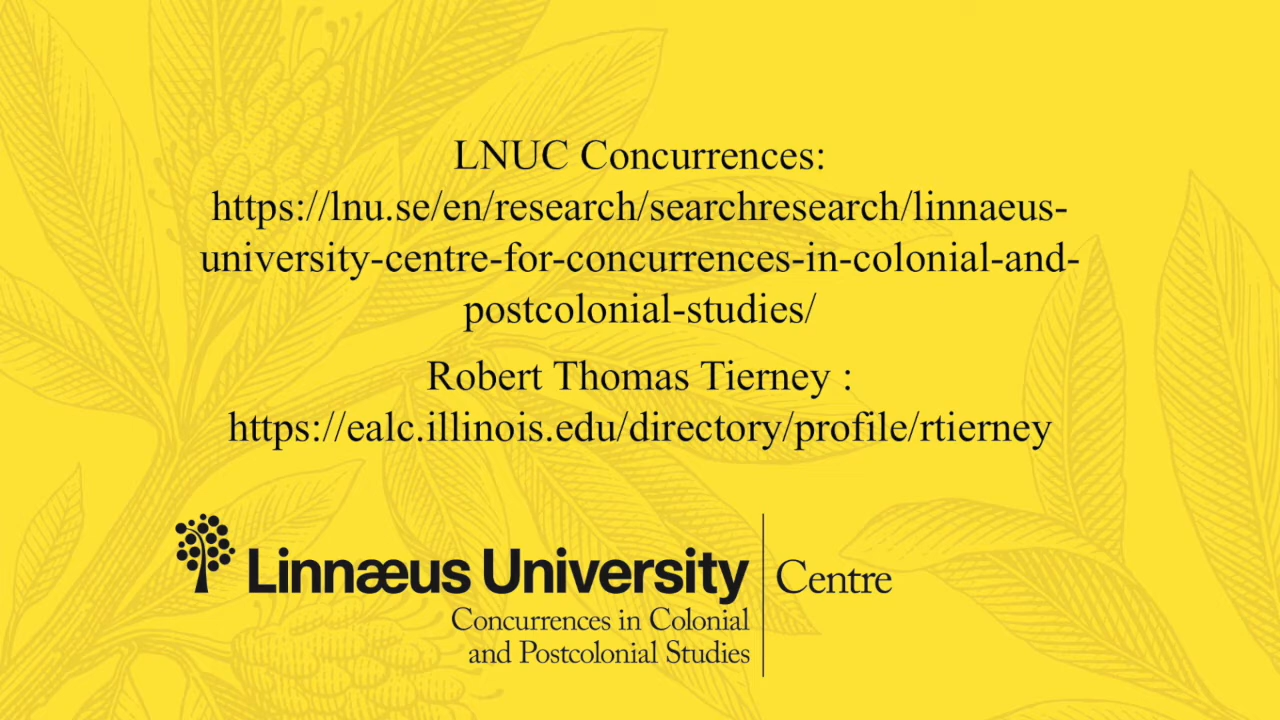 LNUC Concurrences:
https://lnu.se/en/research/searchresearch/linnaeus-
university-centre-for-concurrences-in-colonial-and-
postcolonial-studies/
Robert Thomas Tierney :
https://ealc.illinois.edu/directory/profile/rtierney
Linnæus University Centre
Concurrences in Colonial
and Postcolonial Studies